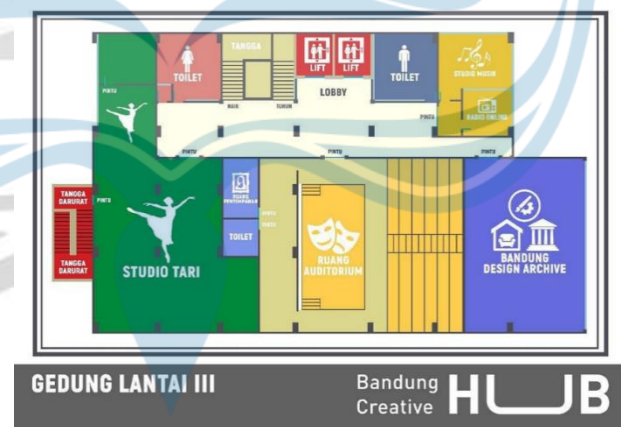 TANGGA
LIFT
LIFT
TOILET
TOILET
STUDIO MUSIK
LOBBY
PINTU
NAIK
TURUN
PINTU
RADIO ONLINE
PINTU
PINTU
PINTU
TANGGA
DARURAT
PINTU
TOILET
PINTU
PINTU
STUDIO TARI
RUANG
AUDITORIUM
BANDUNG
DESIGN ARCHIVE
TANGGA
DARURAT
GEDUNG LANTAI III
Bandung
Creative HUB